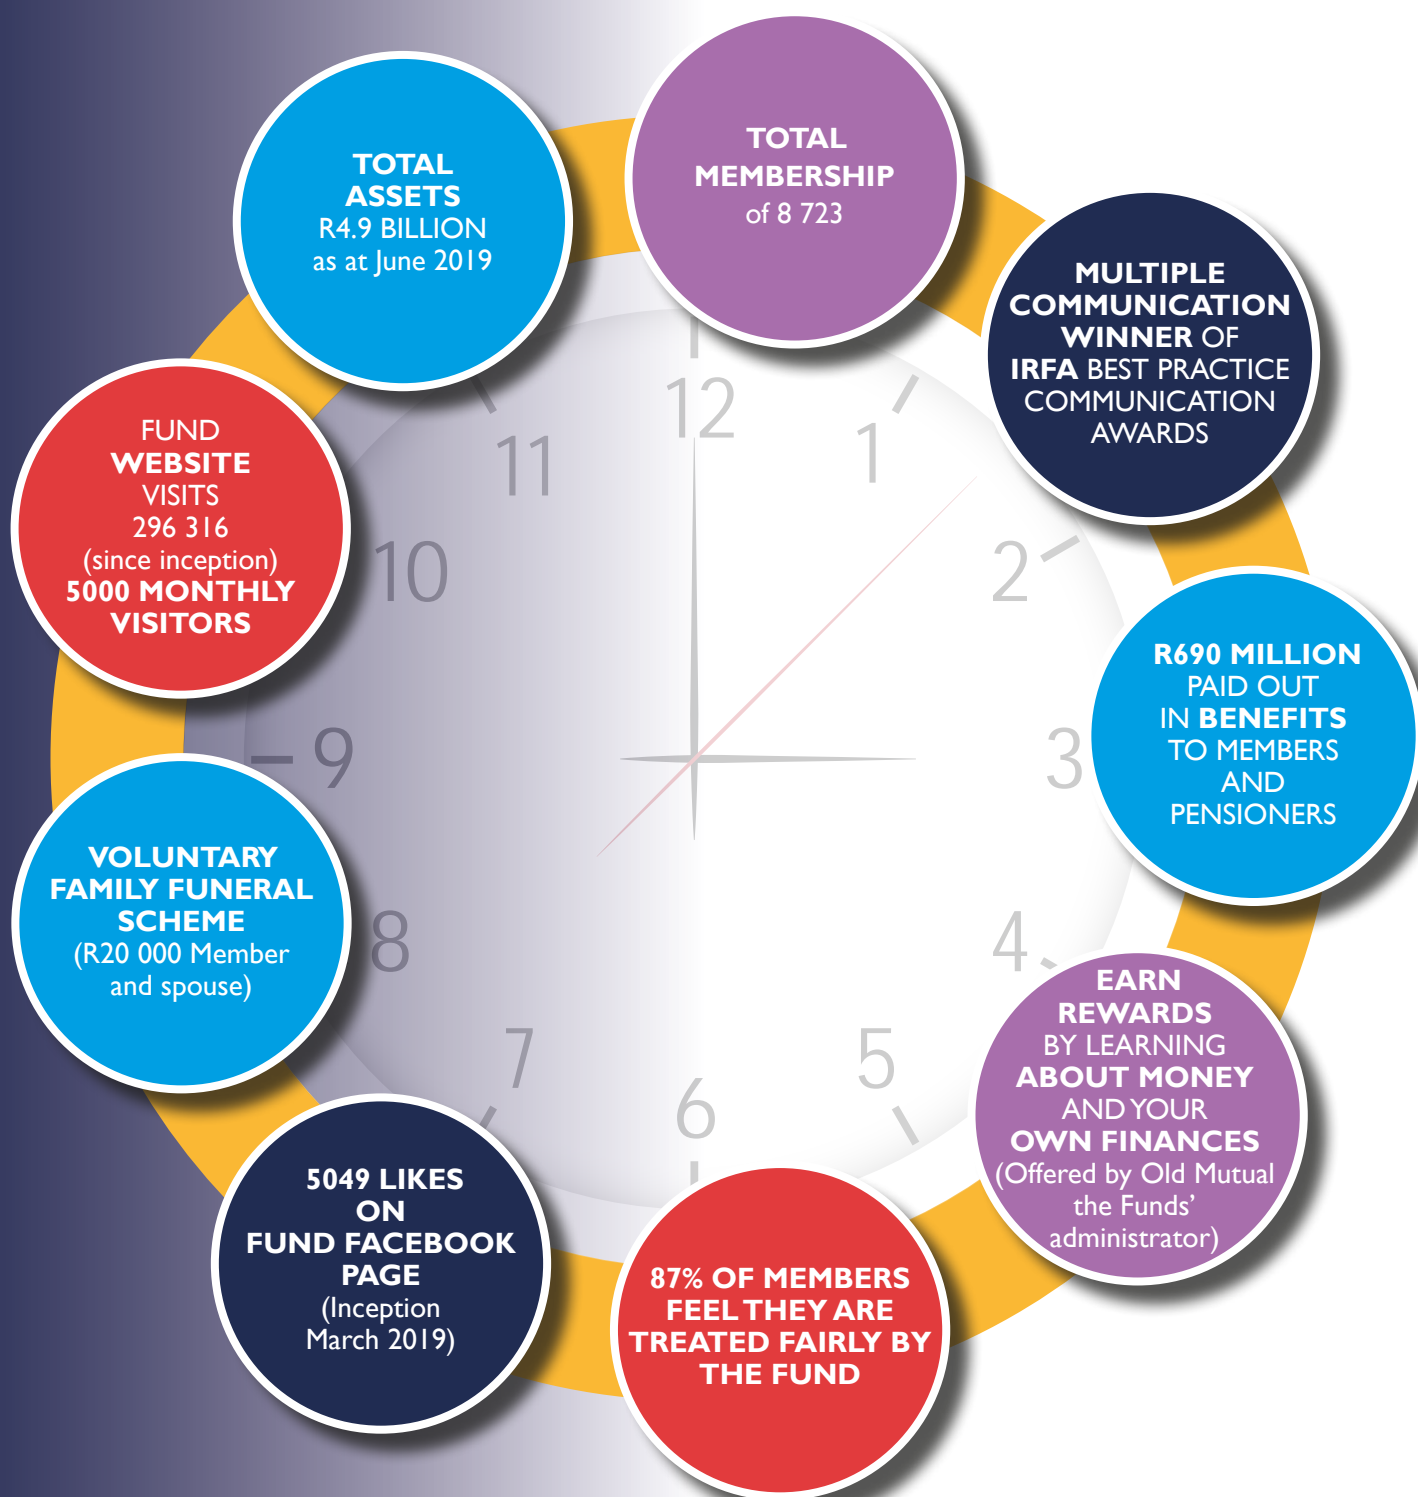 TOTAL
ASSETS
R4.9 BILLION
as at June 2019
TOTAL
MEMBERSHIP
of 8 723
MULTIPLE
COMMUNICATION
WINNER OF
IRFA BEST PRACTICE
COMMUNICATION
AWARDS
R690 MILLION
PAID OUT
IN BENEFITS
TO MEMBERS
AND
PENSIONERS
EARN
REWARDS
BY LEARNING
ABOUT MONEY
AND YOUR
OWN FINANCES
(Offered by Old Mutual
the Funds’
administrator)
87% OF MEMBERS
FEEL THEY ARE
TREATED FAIRLY BY
THE FUND
5049 LIKES
ON
FUND FACEBOOK
PAGE
(Inception
March 2019)
VOLUNTARY
FAMILY FUNERAL
SCHEME
(R20 000 Member
and spouse)
FUND
WEBSITE
VISITS
296 316
(since inception)
5000 MONTHLY
VISITORS
12
1
2
3
4
5
6
7
8
9
10
11